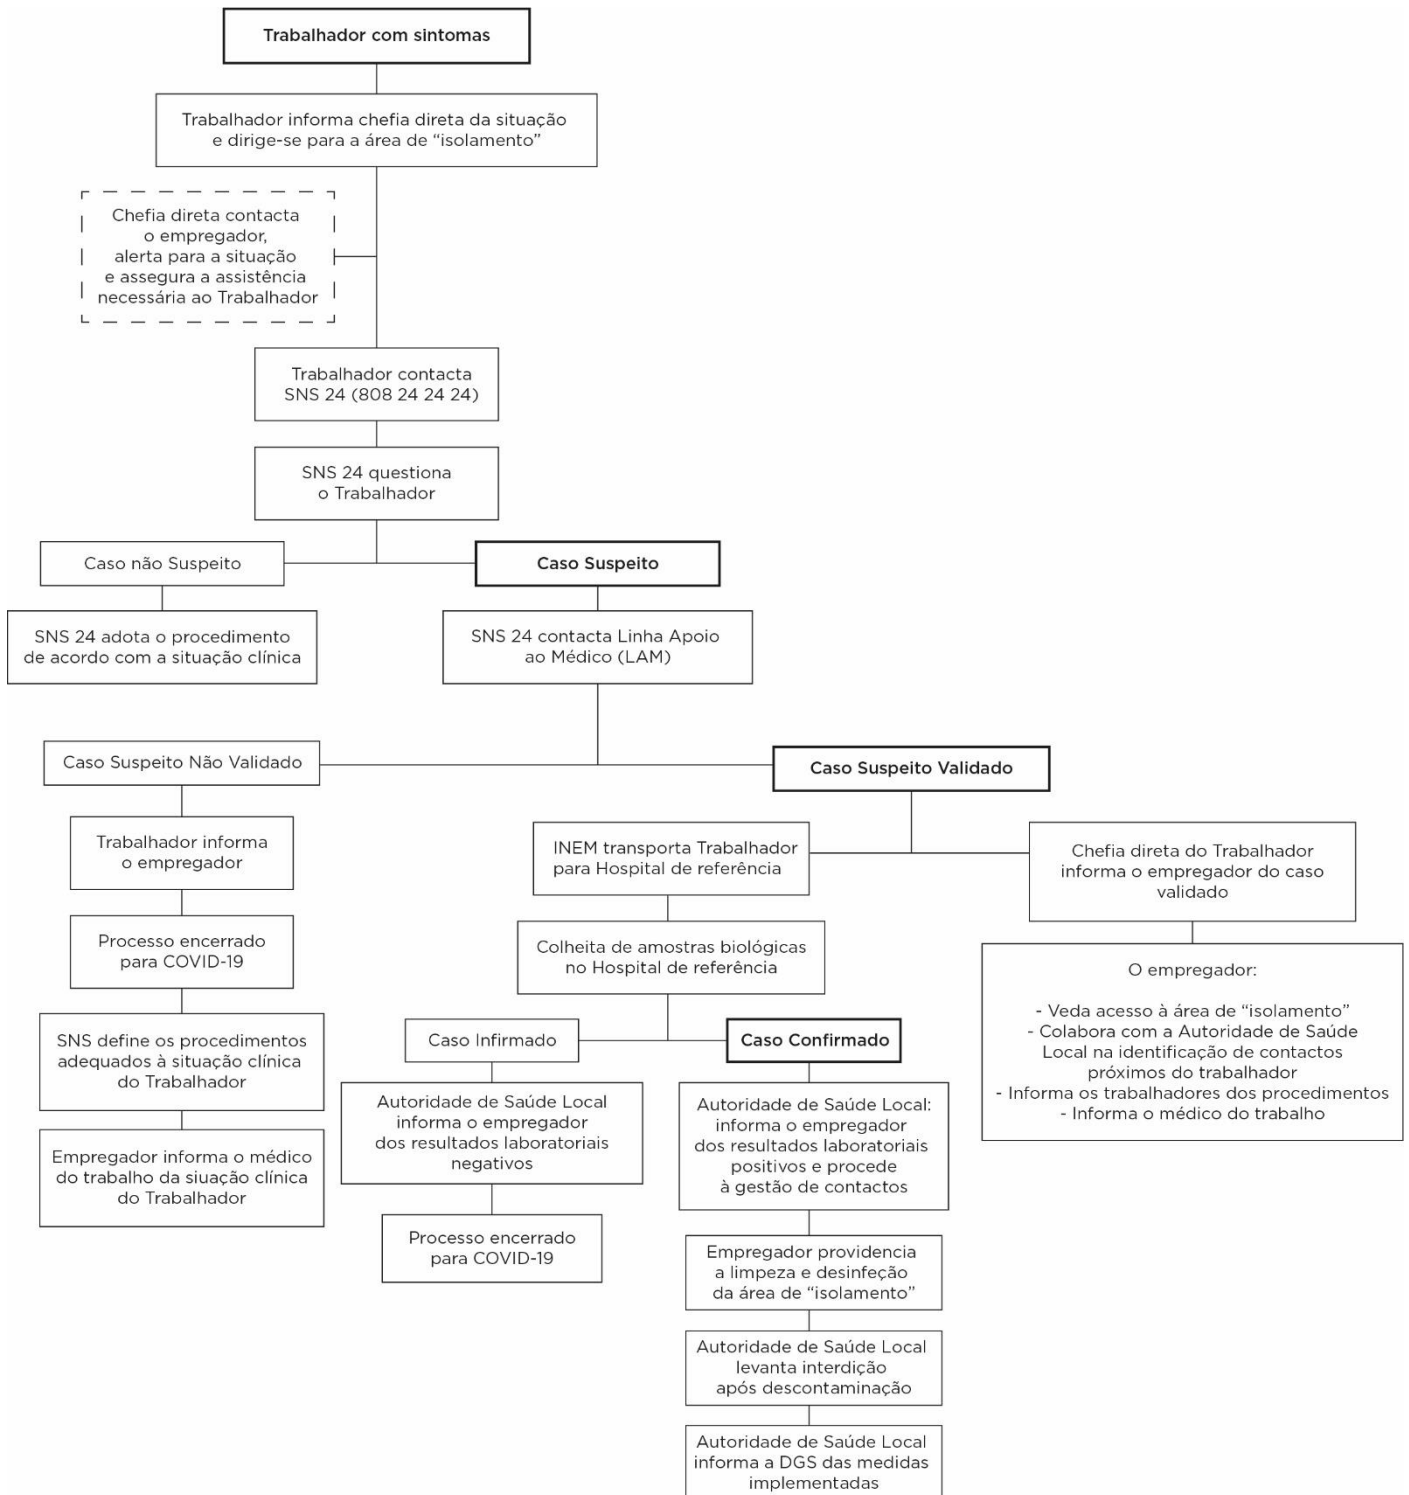 Trabalhador com sintomas
Trabalhador informa chefia direta da situação
e dirige-se para a área de “isolamento”
Chefia direta contacta
o empregador,
alerta para a situação
e assegura a assistência
necessária ao Trabalhador
Trabalhador contacta
SNS 24 (808 24 24 24)
SNS 24 questiona
o Trabalhador
Caso não Suspeito
SNS 24 adota o procedimento
de acordo com a situação clínica
Caso Suspeito
SNS 24 contacta Linha Apoio
ao Médico (LAM)
Caso Suspeito Não Validado
Trabalhador informa
o empregador
Processo encerrado
para COVID-19
SNS define os procedimentos
adequados à situação clínica
do Trabalhador
Empregador informa o médico
do trabalho da siuação clínica
do Trabalhador
Caso Suspeito Validado
INEM transporta Trabalhador
para Hospital de referência
Colheita de amostras biológicas
no Hospital de referência
Caso Infirmado
Autoridade de Saúde Local
informa o empregador
dos resultados laboratoriais
negativos
Processo encerrado
para COVID-19
Caso Confirmado
Autoridade de Saúde Local:
informa o empregador
dos resultados laboratoriais
positivos e procede
à gestão de contactos
Empregador providencia
a limpeza e desinfeção
da área de “isolamento”
Autoridade de Saúde Local
levanta interdição
após descontaminação
Autoridade de Saúde Local
informa a DGS das medidas
implementadas
Chefia direta do Trabalhador
informa o empregador do caso
validado
O empregador:
- Veda acesso à área de “isolamento”
- Colabora com a Autoridade de Saúde
Local na identificação de contactos
próximos do trabalhador
- Informa os trabalhadores dos procedimentos
- Informa o médico do trabalho